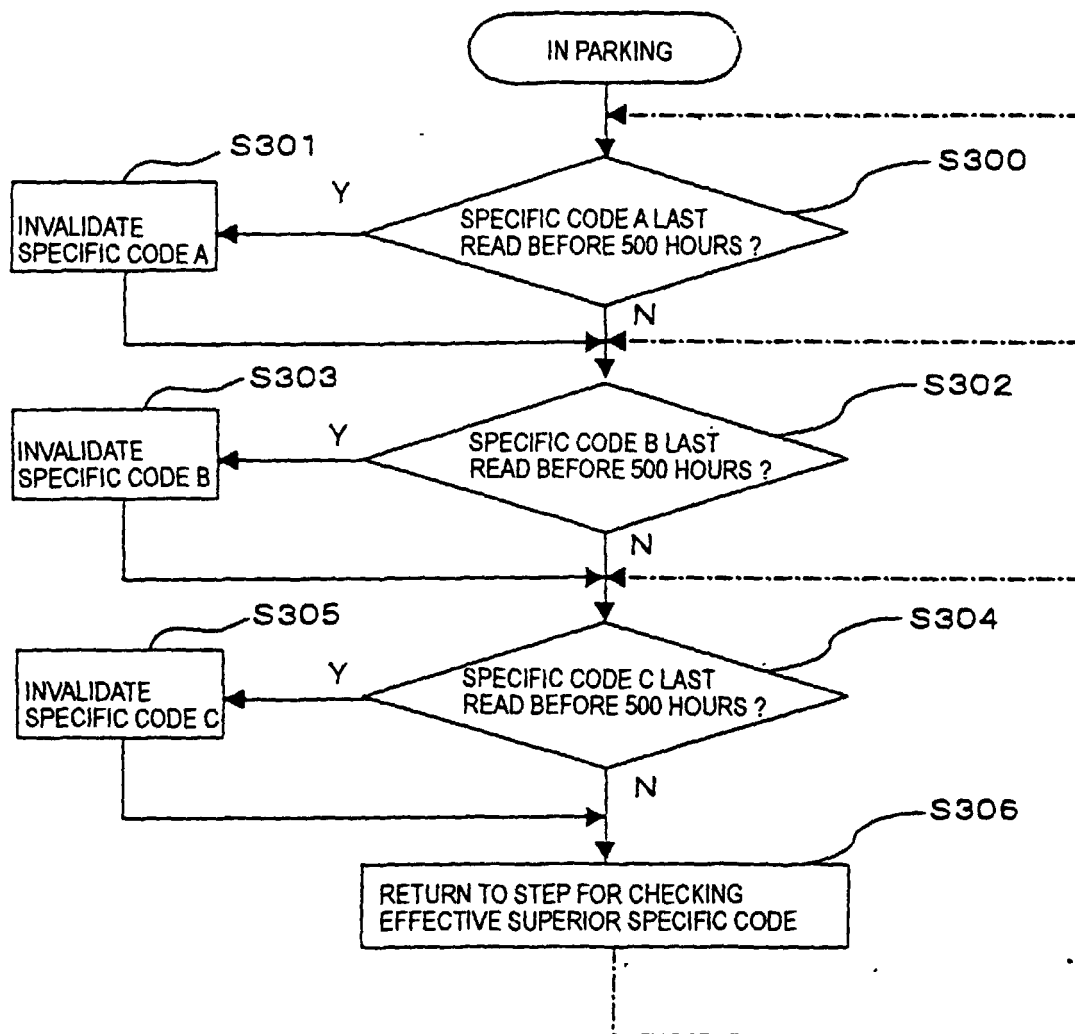 IN PARKING
S301
S300
Y
SPECIFIC CODE A LAST
READ BEFORE 500 HOURS ?
INVALIDATE
SPECIFIC CODE A
N
S303
S302
Y
SPECIFIC CODE B LAST
READ BEFORE 500 HOURS ?
INVALIDATE
SPECIFIC CODE B
N
S305
S304
Y
SPECIFIC CODE C LAST
READ BEFORE 500 HOURS ?
INVALIDATE
SPECIFIC CODE C
N
S306
RETURN TO STEP FOR CHECKING
EFFECTIVE SUPERIOR SPECIFIC CODE